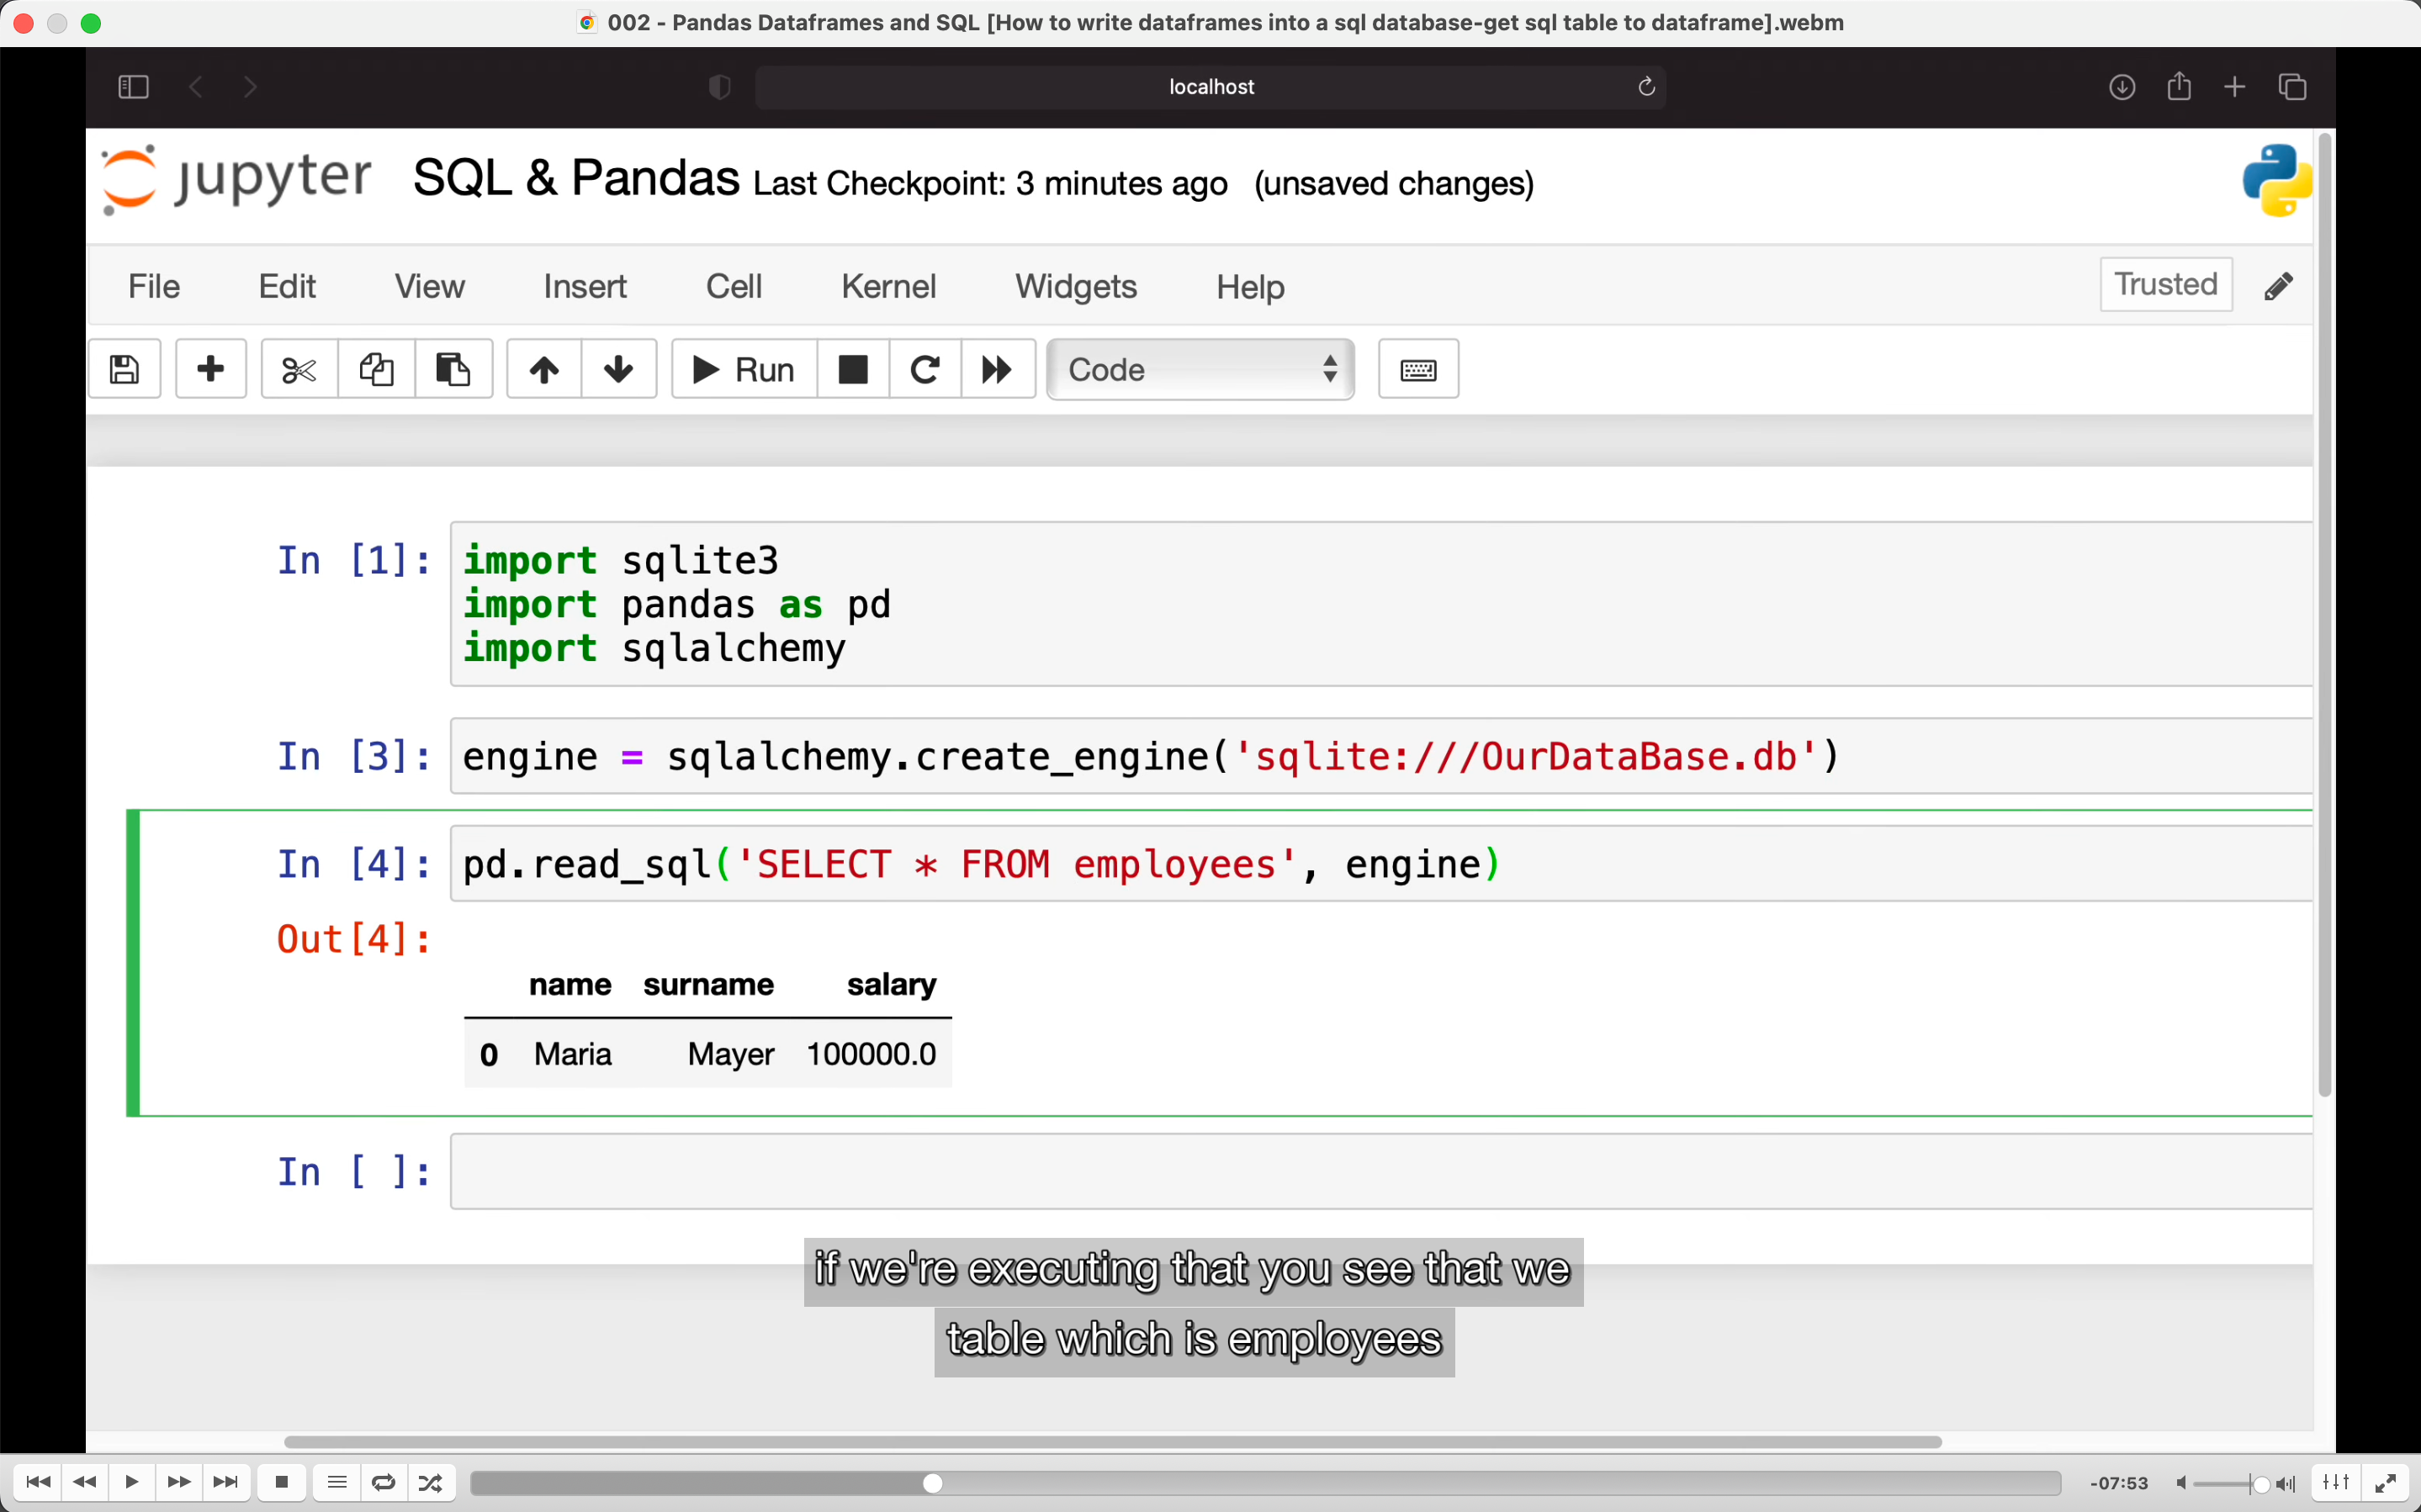 002 - Pandas Dataframes and SQL [How to write dataframes into a sql database-get sql table to dataframe].webm
localhost
jupyter SQL & Pandas Last Checkpoint: 3 minutes ago (unsaved changes)
File Edit View Insert Cell Kernel Widgets Help Trusted
Run Code
In [1]: import sqlite3
import pandas as pd
import sqlalchemy
In [3]: engine = sqlalchemy.create_engine('sqlite:///OurDataBase.db')
In [4]: pd.read_sql('SELECT * FROM employees', engine)
Out[4]:
name surname salary
0 Maria Mayer 100000.0
In [ ]:
if we're executing that you see that we
table which is employees
-07:53